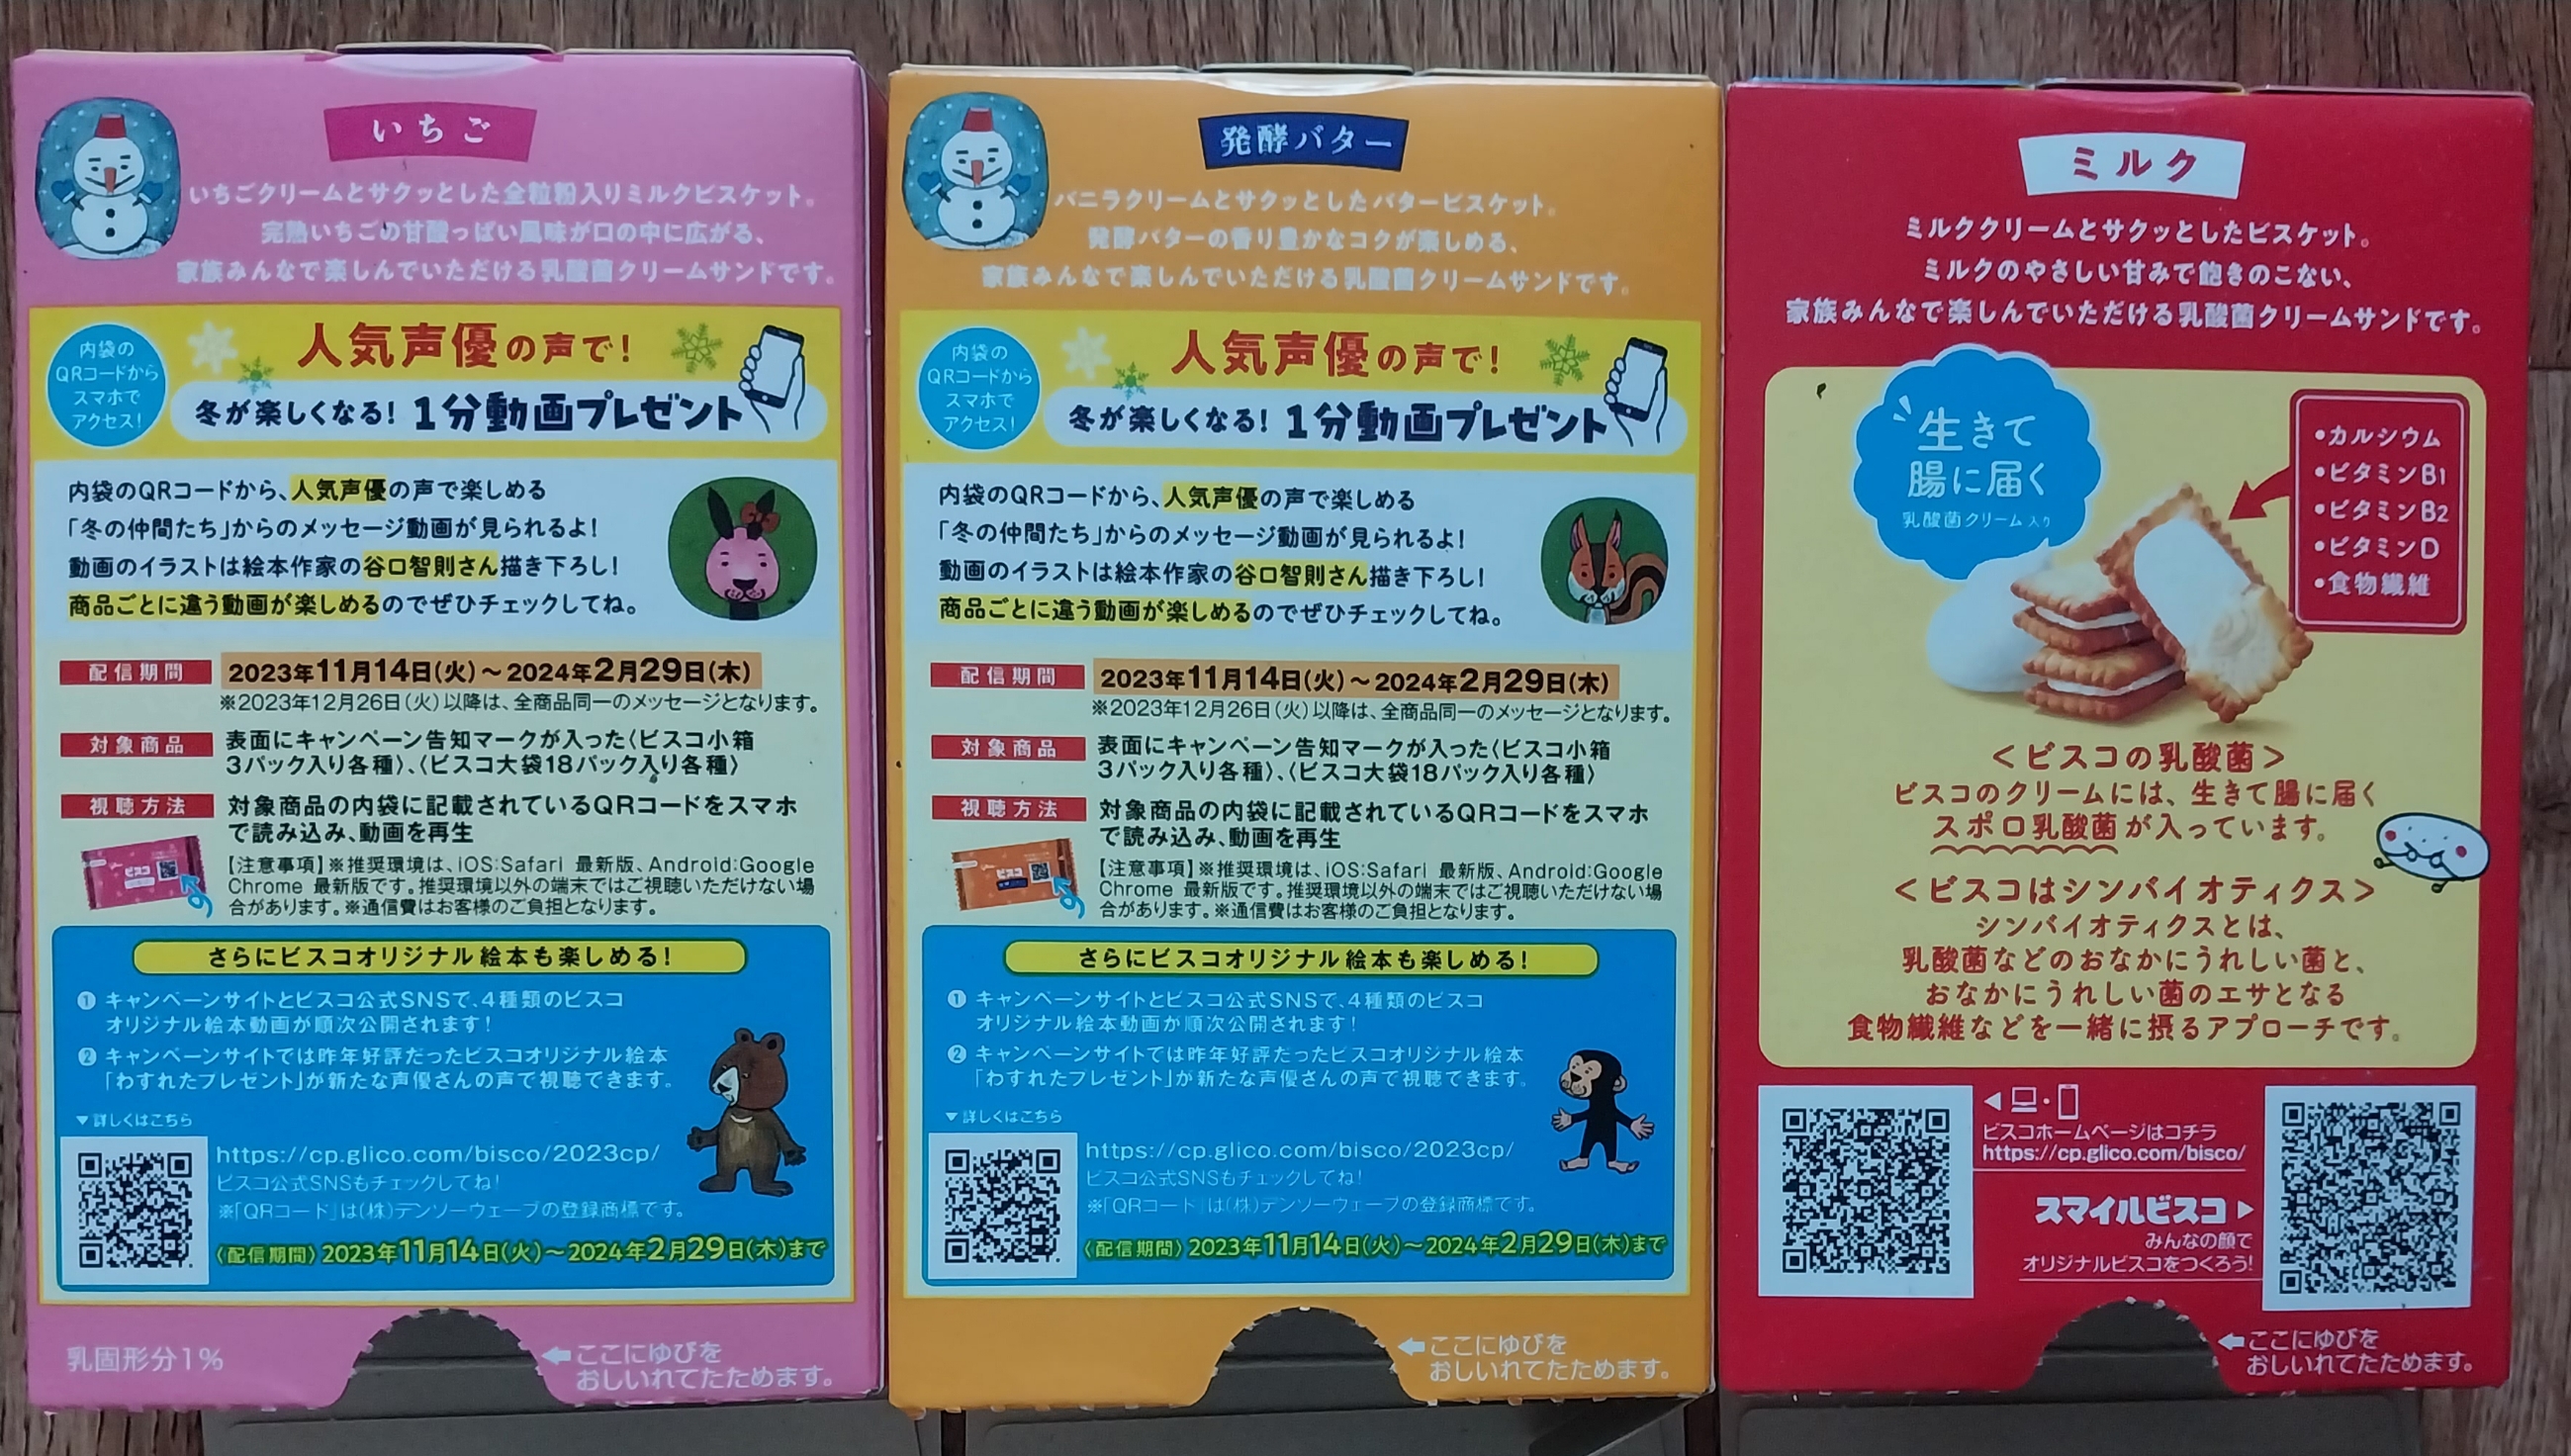 いちご
いちごクリームとサクッとした全粒粉入りミルクビスケット。
完熟いちごの甘酸っぱい風味が口の中に広がる、
家族みんなで楽しんでいただける乳酸菌クリームサンドです。
内袋の
QRコードから
スマホで
アクセス!
人気声優の声で!
冬が楽しくなる! 1分動画プレゼント
内袋のQRコードから、人気声優の声で楽しめる
「冬の仲間たち」からのメッセージ動画が見られるよ!
動画のイラストは絵本作家の谷口智則さん描き下ろし!
商品ごとに違う動画が楽しめるのでぜひチェックしてね。
配信期間 2023年11月14日(火)~2024年2月29日(木)
※2023年12月26日(火)以降は、全商品同一のメッセージとなります。
対象商品 表面にキャンペーン告知マークが入った〈ビスコ小箱
3パック入り各種〉、〈ビスコ大袋18パック入り各種〉
視聴方法 対象商品の内袋に記載されているQRコードをスマホ
で読み込み、動画を再生
ビスコ
【注意事項】※推奨環境は、iOS:Safari 最新版、Android:Google
Chrome 最新版です。推奨環境以外の端末ではご視聴いただけない場
合があります。※通信費はお客様のご負担となります。
さらにビスコオリジナル絵本も楽しめる!
① キャンペーンサイトとビスコ公式SNSで、4種類のビスコ
オリジナル絵本動画が順次公開されます!
② キャンペーンサイトでは昨年好評だったビスコオリジナル絵本
「わすれたプレゼント」が新たな声優さんの声で視聴できます。
▼詳しくはこちら
https://cp.glico.com/bisco/2023cp/
ビスコ公式SNSもチェックしてね!
※「QRコード」は(株)デンソーウェーブの登録商標です。
〈配信期間〉2023年11月14日(火)~2024年2月29日(木)まで
乳固形分1%
←ここにゆびを
おしいれてたためます。
発酵バター
バニラクリームとサクッとしたバタービスケット。
発酵バターの香り豊かなコクが楽しめる、
家族みんなで楽しんでいただける乳酸菌クリームサンドです。
内袋の
QRコードから
スマホで
アクセス!
人気声優の声で!
冬が楽しくなる! 1分動画プレゼント
内袋のQRコードから、人気声優の声で楽しめる
「冬の仲間たち」からのメッセージ動画が見られるよ!
動画のイラストは絵本作家の谷口智則さん描き下ろし!
商品ごとに違う動画が楽しめるのでぜひチェックしてね。
配信期間 2023年11月14日(火)~2024年2月29日(木)
※2023年12月26日(火)以降は、全商品同一のメッセージとなります。
対象商品 表面にキャンペーン告知マークが入った〈ビスコ小箱
3パック入り各種〉、〈ビスコ大袋18パック入り各種〉
視聴方法 対象商品の内袋に記載されているQRコードをスマホ
で読み込み、動画を再生
ビスコ
【注意事項】※推奨環境は、iOS:Safari 最新版、Android:Google
Chrome 最新版です。推奨環境以外の端末ではご視聴いただけない場
合があります。※通信費はお客様のご負担となります。
さらにビスコオリジナル絵本も楽しめる!
① キャンペーンサイトとビスコ公式SNSで、4種類のビスコ
オリジナル絵本動画が順次公開されます!
② キャンペーンサイトでは昨年好評だったビスコオリジナル絵本
「わすれたプレゼント」が新たな声優さんの声で視聴できます。
▼詳しくはこちら
https://cp.glico.com/bisco/2023cp/
ビスコ公式SNSもチェックしてね!
※「QRコード」は(株)デンソーウェーブの登録商標です。
〈配信期間〉2023年11月14日(火)~2024年2月29日(木)まで
←ここにゆびを
おしいれてたためます。
ミルク
ミルククリームとサクッとしたビスケット。
ミルクのやさしい甘みで飽きのこない、
家族みんなで楽しんでいただける乳酸菌クリームサンドです。
生きて
腸に届く
乳酸菌クリーム入り
•カルシウム
•ビタミンB1
•ビタミンB2
•ビタミンD
•食物繊維
<ビスコの乳酸菌>
ビスコのクリームには、生きて腸に届く
スポロ乳酸菌が入っています。
<ビスコはシンバイオティクス>
シンバイオティクスとは、
乳酸菌などのおなかにうれしい菌と、
おなかにうれしい菌のエサとなる
食物繊維などを一緒に摂るアプローチです。
ビスコホームページはコチラ
https://cp.glico.com/bisco/
スマイルビスコ▶
みんなの顔で
オリジナルビスコをつくろう!
←ここにゆびを
おしいれてたためます。